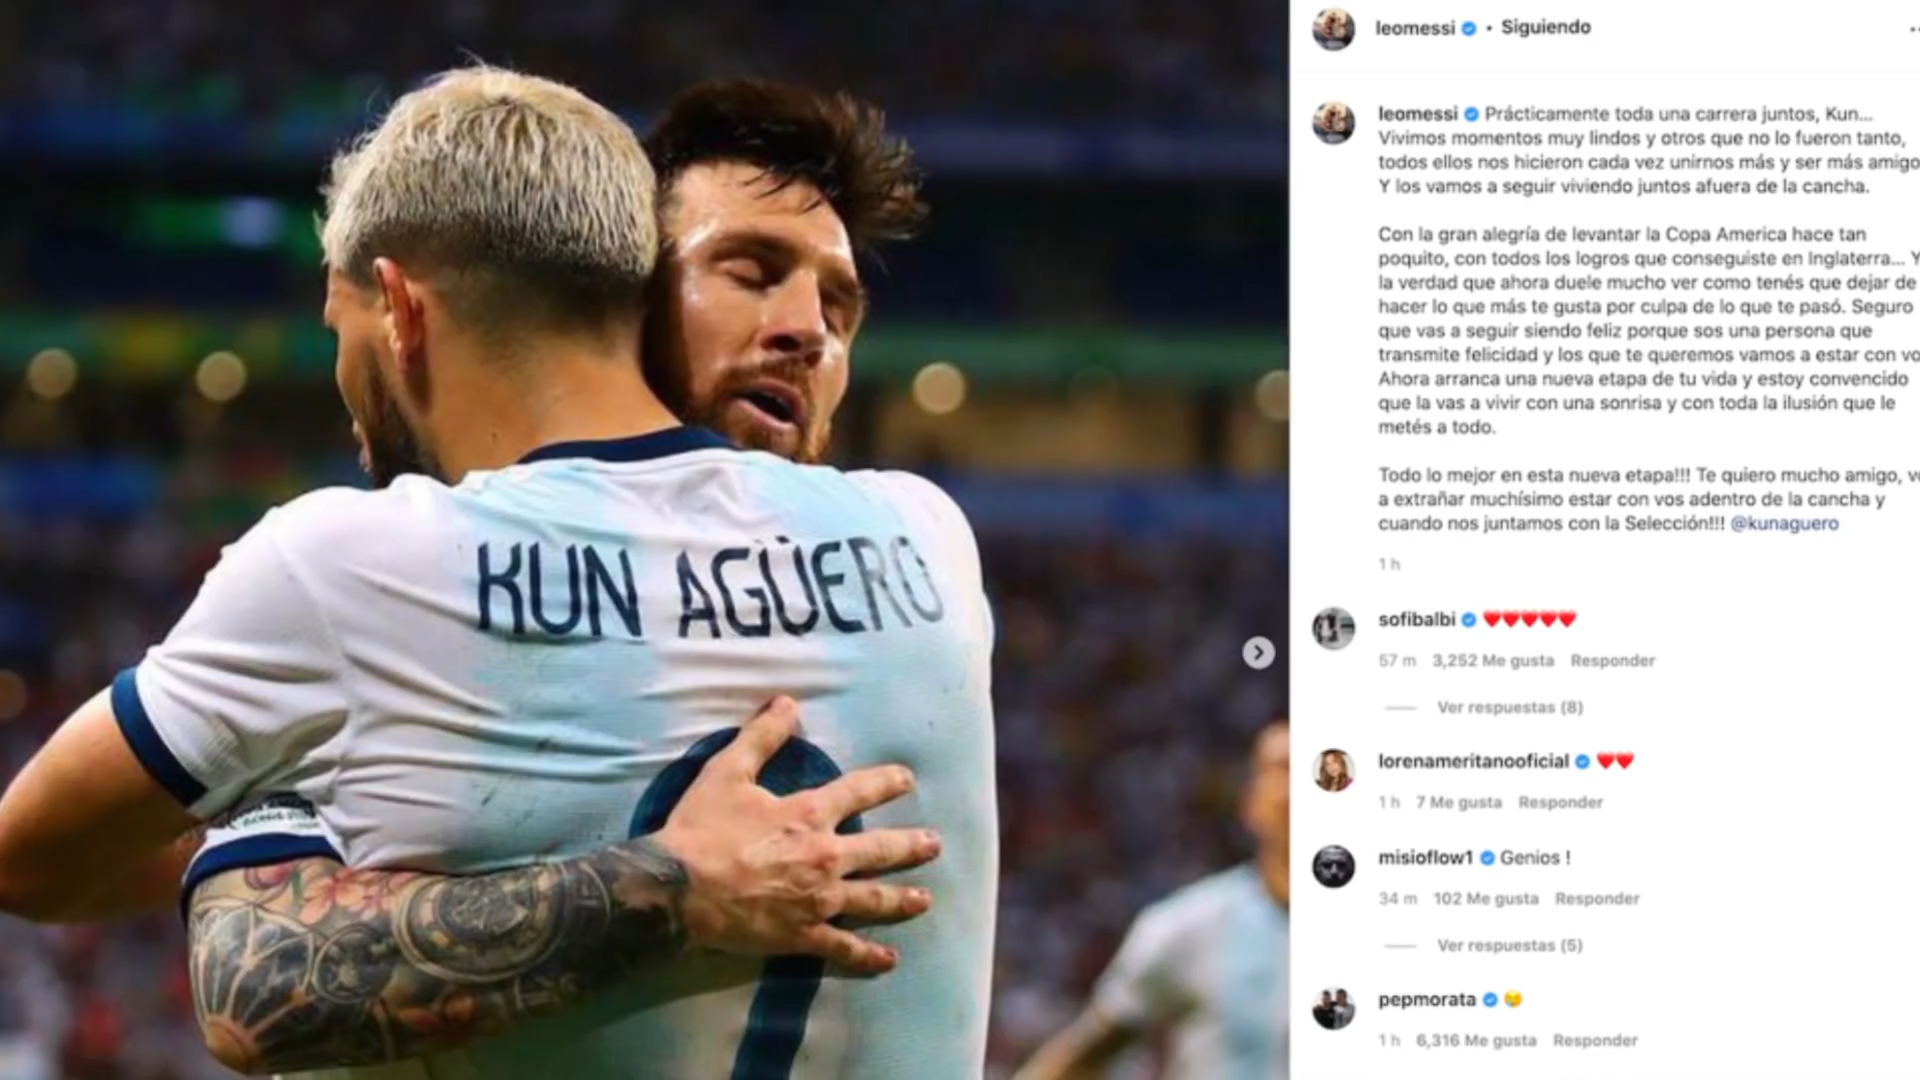 KUN AGÜERO
leomessi • Siguiendo
leomessi Prácticamente toda una carrera juntos, Kun...
Vivimos momentos muy lindos y otros que no lo fueron tanto,
todos ellos nos hicieron cada vez unirnos más y ser más amigo
Y los vamos a seguir viviendo juntos afuera de la cancha.
Con la gran alegría de levantar la Copa America hace tan
poquito, con todos los logros que conseguiste en Inglaterra... Y
la verdad que ahora duele mucho ver como tenés que dejar de
hacer lo que más te gusta por culpa de lo que te pasó. Seguro
que vas a seguir siendo feliz porque sos una persona que
transmite felicidad y los que te queremos vamos a estar con vo
Ahora arranca una nueva etapa de tu vida y estoy convencido
que la vas a vivir con una sonrisa y con toda la ilusión que le
metés a todo.
Todo lo mejor en esta nueva etapa!!! Te quiero mucho amigo, v
a extrañar muchísimo estar con vos adentro de la cancha y
cuando nos juntamos con la Selección!!! @kunaguero
1 h
sofibalbi ❤️❤️❤️❤️❤️
57 m 3,252 Me gusta Responder
Ver respuestas (8)
lorenameritanooficial ❤️❤️
1 h 7 Me gusta Responder
misioflow1 Genios !
34 m 102 Me gusta Responder
Ver respuestas (5)
pepmorata 😢
1 h 6,316 Me gusta Responder